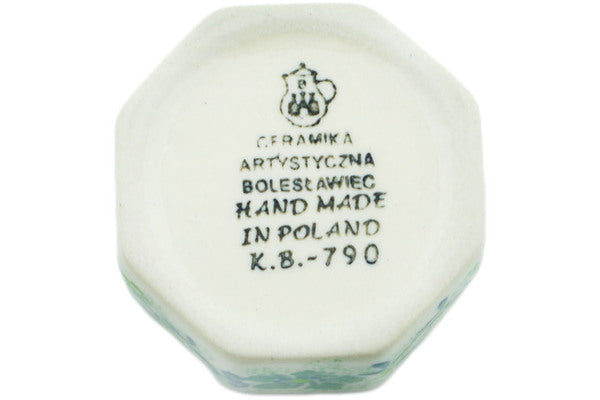 CERAMIKA
ARTYSTYCZNA
BOLESŁAWIEC
HAND MADE
IN POLAND
K.B.-790